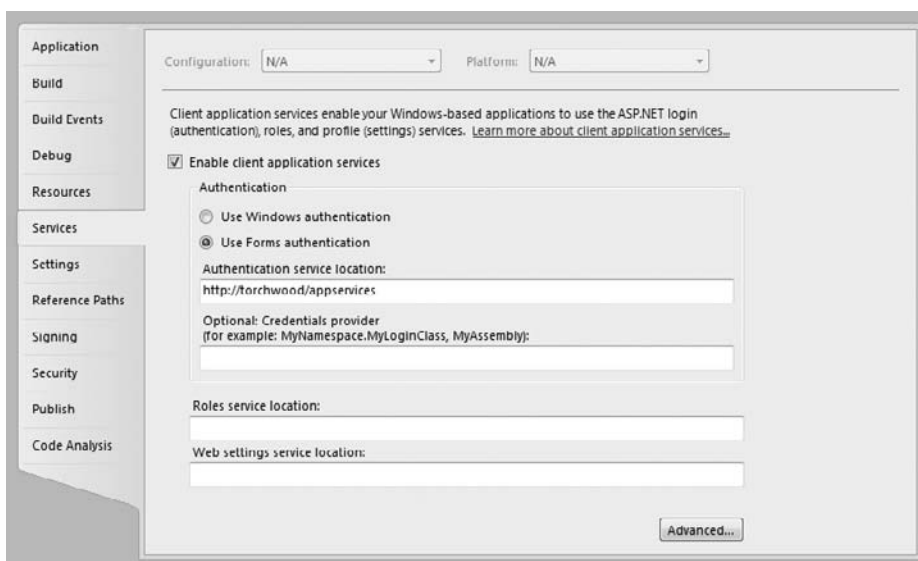 Application
Build
Build Events
Debug
Resources
Services
Settings
Reference Paths
Signing
Security
Publish
Code Analysis
Configuration: N/A Platform: N/A
Client application services enable your Windows-based applications to use the ASP.NET login
(authentication), roles, and profile (settings) services. Learn more about client application services...
Enable client application services
Authentication
Use Windows authentication
Use Forms authentication
Authentication service location:
http://torchwood/appservices
Optional: Credentials provider
(for example: MyNamespace.MyLoginClass, MyAssembly):
Roles service location:
Web settings service location:
Advanced...